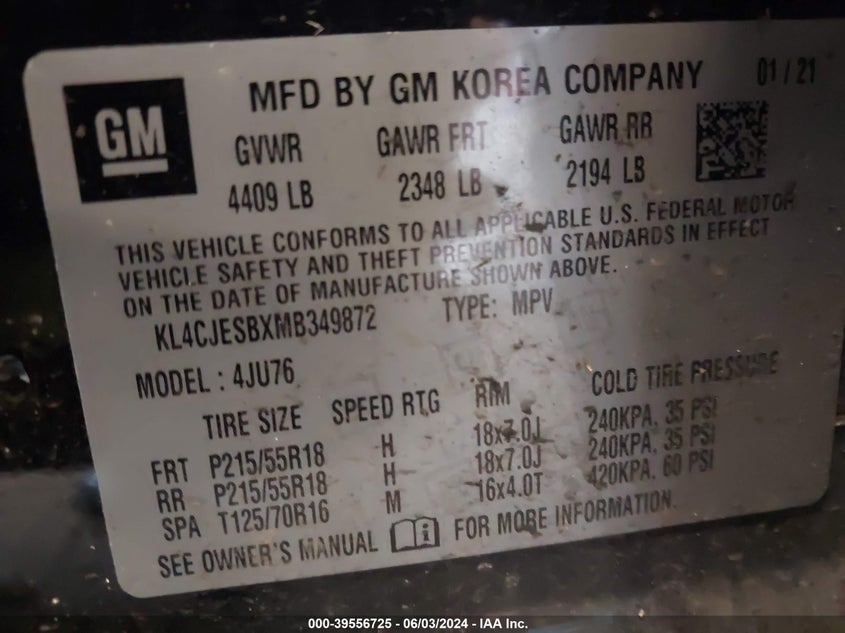 GM
MFD BY GM KOREA COMPANY 01/21
GVWR GAWR FRT GAWR RR
4409 LB 2348 LB 2194 LB
THIS VEHICLE CONFORMS TO ALL APPLICABLE U.S. FEDERAL MOTOR
VEHICLE SAFETY AND THEFT PREVENTION STANDARDS IN EFFECT
ON THE DATE OF MANUFACTURE SHOWN ABOVE.
KL4CJESBXMB349872 TYPE: MPV
MODEL : 4JU76
TIRE SIZE SPEED RTG RIM COLD TIRE PRESSURE
FRT P215/55R18 H 18x7.0J 240KPA, 35 PSI
RR P215/55R18 H 18x7.0J 240KPA, 35 PSI
SPA T125/70R16 M 16x4.0T 420KPA, 60 PSI
SEE OWNER'S MANUAL FOR MORE INFORMATION.
000-39556725 - 06/03/2024 - IAA Inc.